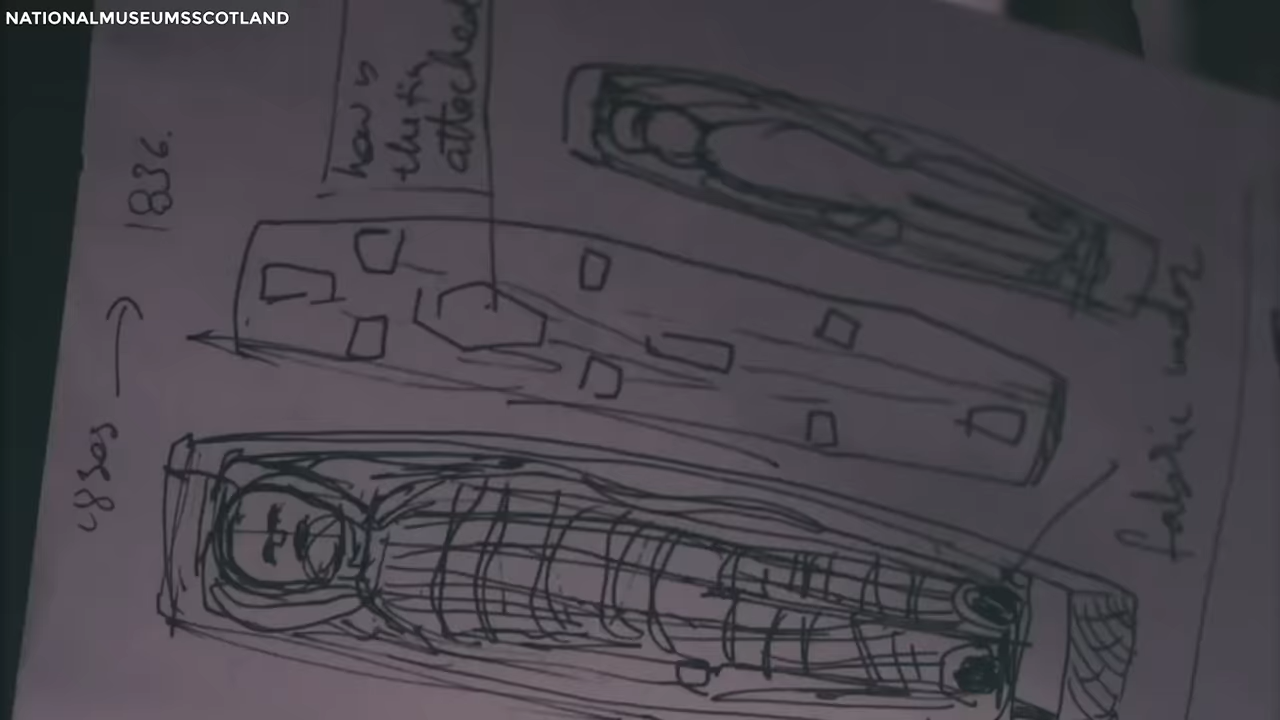 NATIONALMUSEUMSSCOTLAND
how is
the tin
attached
1830s → 1836.
fabric under